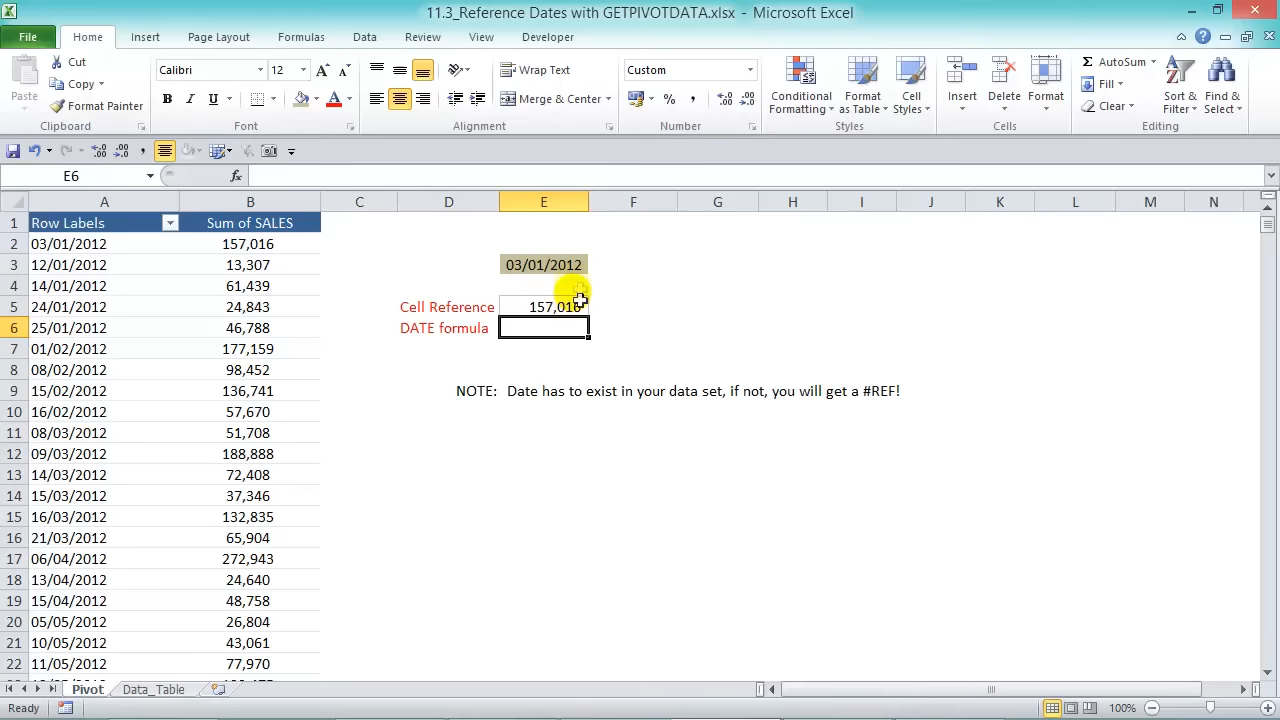 11.3_Reference Dates with GETPIVOTDATA.xlsx - Microsoft Excel
File Home Insert Page Layout Formulas Data Review View Developer
Paste Cut Copy Format Painter Clipboard
Calibri 12 B I U A A A Font
Wrap Text Merge & Center Alignment
Custom % , Number
Conditional Formatting Format as Table Cell Styles Styles
Insert Delete Format Cells
Σ AutoSum Fill Clear Sort & Filter Find & Select Editing
E6 fx
A B C D E F G H I J K L M N
1 Row Labels Sum of SALES
2 03/01/2012 157,016
3 12/01/2012 13,307 03/01/2012
4 14/01/2012 61,439
5 24/01/2012 24,843 Cell Reference 157,016
6 25/01/2012 46,788 DATE formula
7 01/02/2012 177,159
8 08/02/2012 98,452
9 15/02/2012 136,741 NOTE: Date has to exist in your data set, if not, you will get a #REF!
10 16/02/2012 57,670
11 08/03/2012 51,708
12 09/03/2012 188,888
13 14/03/2012 72,408
14 15/03/2012 37,346
15 16/03/2012 132,835
16 21/03/2012 65,904
17 06/04/2012 272,943
18 13/04/2012 24,640
19 15/04/2012 48,758
20 05/05/2012 26,804
21 10/05/2012 43,061
22 11/05/2012 77,970
Pivot Data_Table
Ready 100%